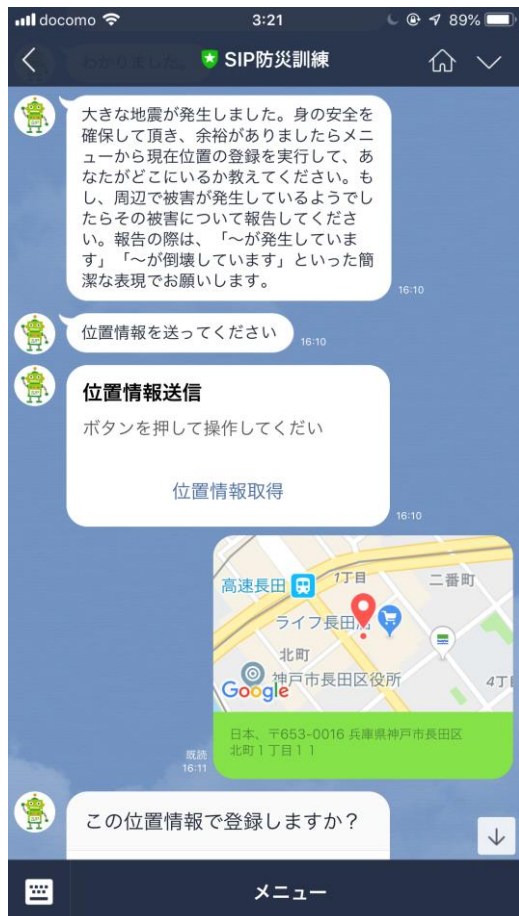 docomo 3:21 89%
わかりました。
SIP防災訓練
大きな地震が発生しました。身の安全を
確保して頂き、余裕がありましたらメニ
ューから現在位置の登録を実行して、あ
なたがどこにいるか教えてください。も
し、周辺で被害が発生しているようでし
たらその被害について報告してくださ
い。報告の際は、「〜が発生していま
す」「〜が倒壊しています」といった簡
潔な表現でお願いします。
16:10
位置情報を送ってください
16:10
位置情報送信
ボタンを押して操作してくだい
位置情報取得
16:10
高速長田
1丁目
二番町
ライフ長田
北町
神戸市長田区役所
4丁
Google
日本、〒653-0016 兵庫県神戸市長田区
北町1丁目11
既読
16:11
この位置情報で登録しますか？
メニュー